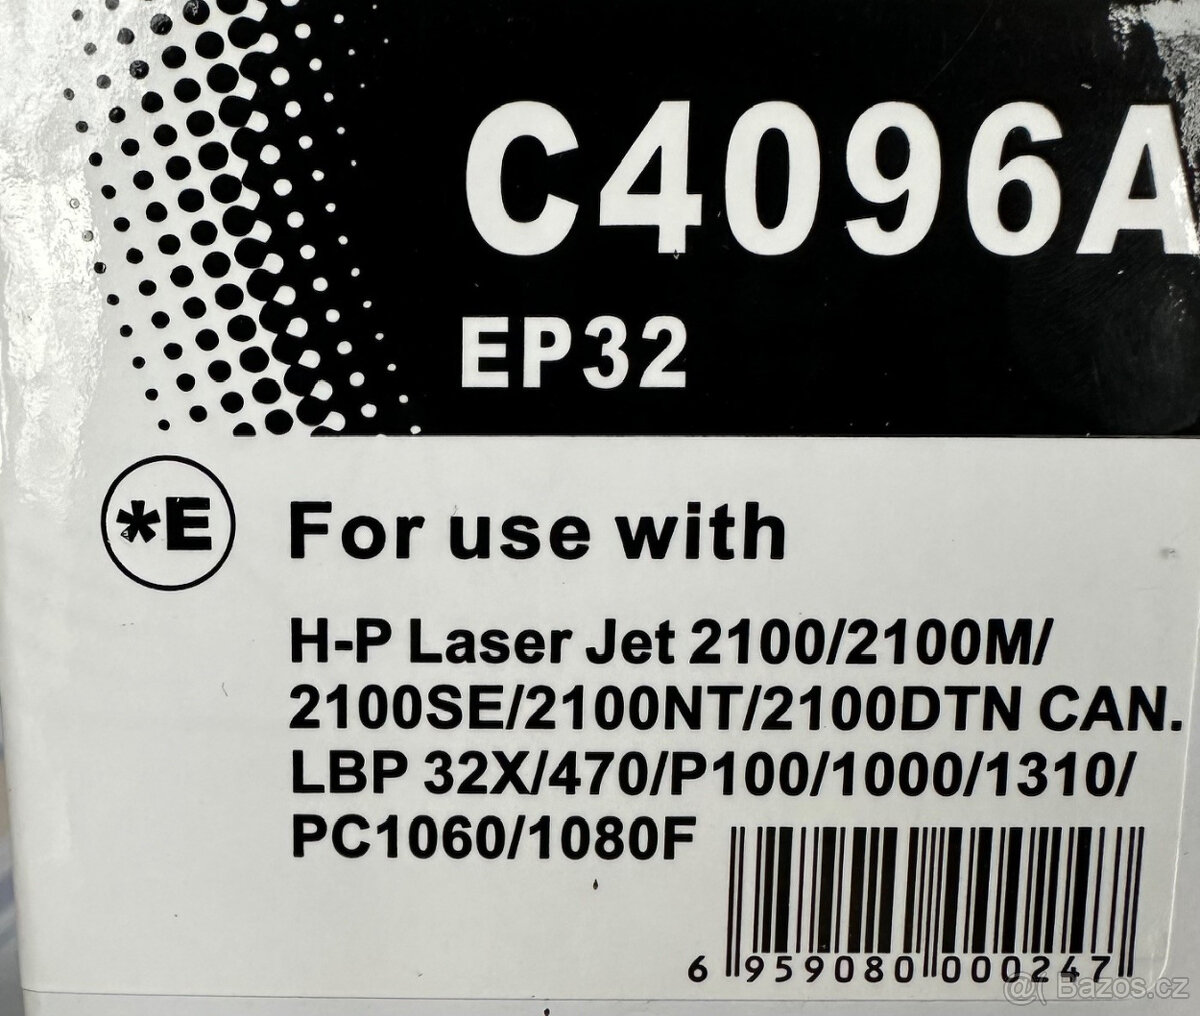 C4096A
EP32
*E
For use with
H-P Laser Jet 2100/2100M/
2100SE/2100NT/2100DTN CAN.
LBP 32X/470/P100/1000/1310/
PC1060/1080F
6 959080 000247
@( Bazos.cz